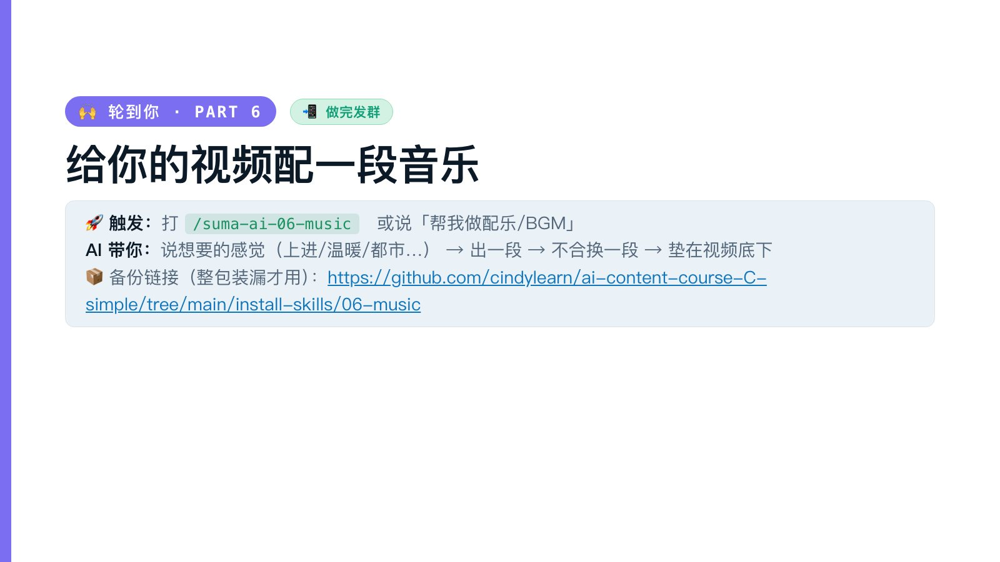 🙌 轮到你 · PART 6
📲 做完发群
给你的视频配一段音乐
🚀 触发：打 /suma-ai-06-music 或说「帮我做配乐/BGM」
AI 带你：说想要的感觉（上进/温暖/都市…） → 出一段 → 不合换一段 → 垫在视频底下
📦 备份链接（整包装漏才用）：https://github.com/cindylearn/ai-content-course-C-
simple/tree/main/install-skills/06-music